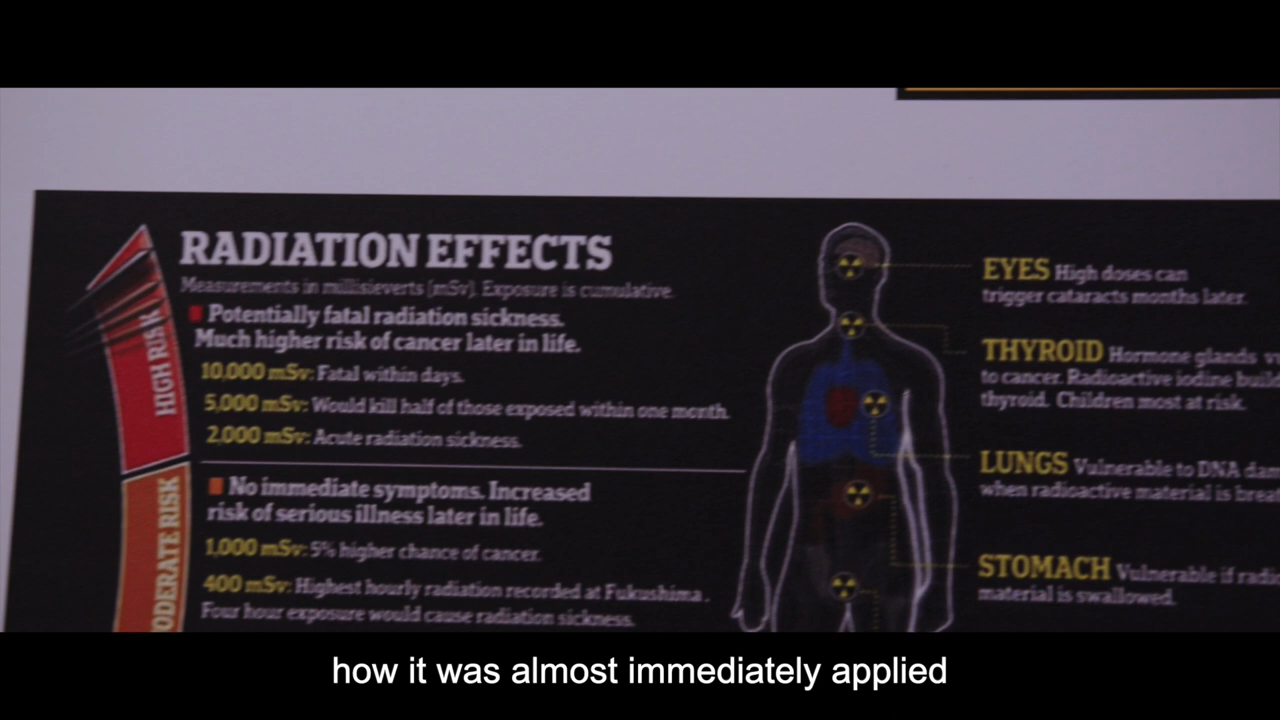 RADIATION EFFECTS
Measurements in millisieverts (mSv). Exposure is cumulative.
Potentially fatal radiation sickness.
Much higher risk of cancer later in life.
10,000 mSv: Fatal within days.
5,000 mSv: Would kill half of those exposed within one month.
2,000 mSv: Acute radiation sickness.
HIGH RISK
No immediate symptoms. Increased
risk of serious illness later in life.
1,000 mSv: 5% higher chance of cancer.
400 mSv: Highest hourly radiation recorded at Fukushima.
Four hour exposure would cause radiation sickness.
ODERATE RISK
EYES High doses can
trigger cataracts months later.
THYROID Hormone glands
to cancer. Radioactive iodine build
thyroid. Children most at risk.
LUNGS Vulnerable to DNA dam
when radioactive material is brea
STOMACH Vulnerable if radi
material is swallowed.
how it was almost immediately applied